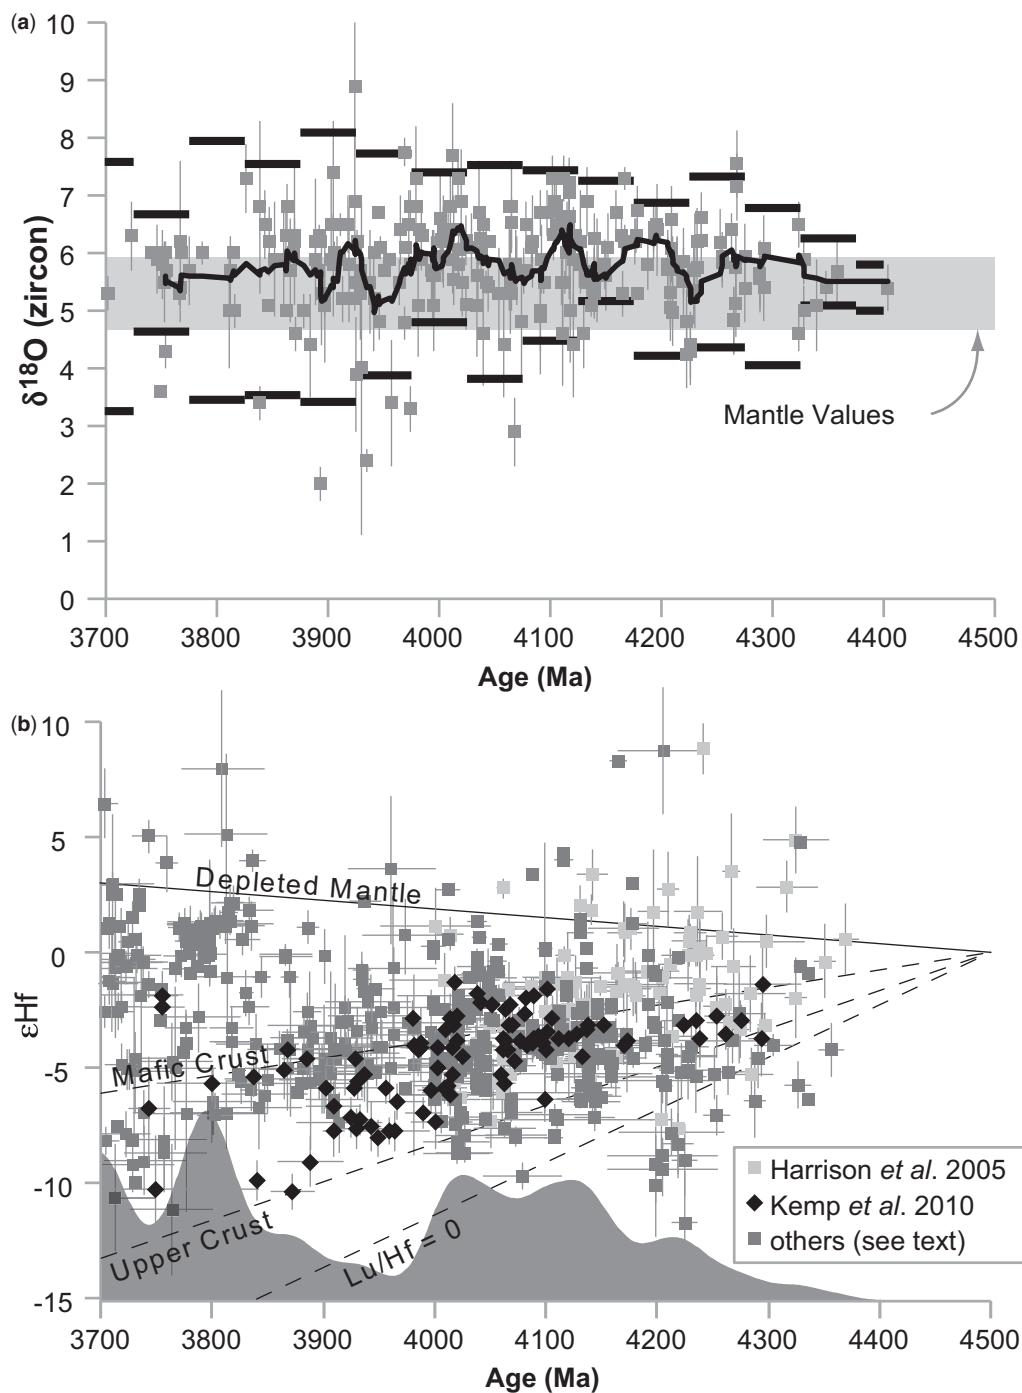 (a)
10
9
8
7
6
5
4
3
2
1
0
δ18O (zircon)
Mantle Values
3700 3800 3900 4000 4100 4200 4300 4400 4500
Age (Ma)
(b)
10
5
0
-5
-10
-15
εHf
Depleted Mantle
Mafic Crust
Upper Crust
Lu/Hf = 0
Harrison et al. 2005
Kemp et al. 2010
others (see text)
3700 3800 3900 4000 4100 4200 4300 4400 4500
Age (Ma)